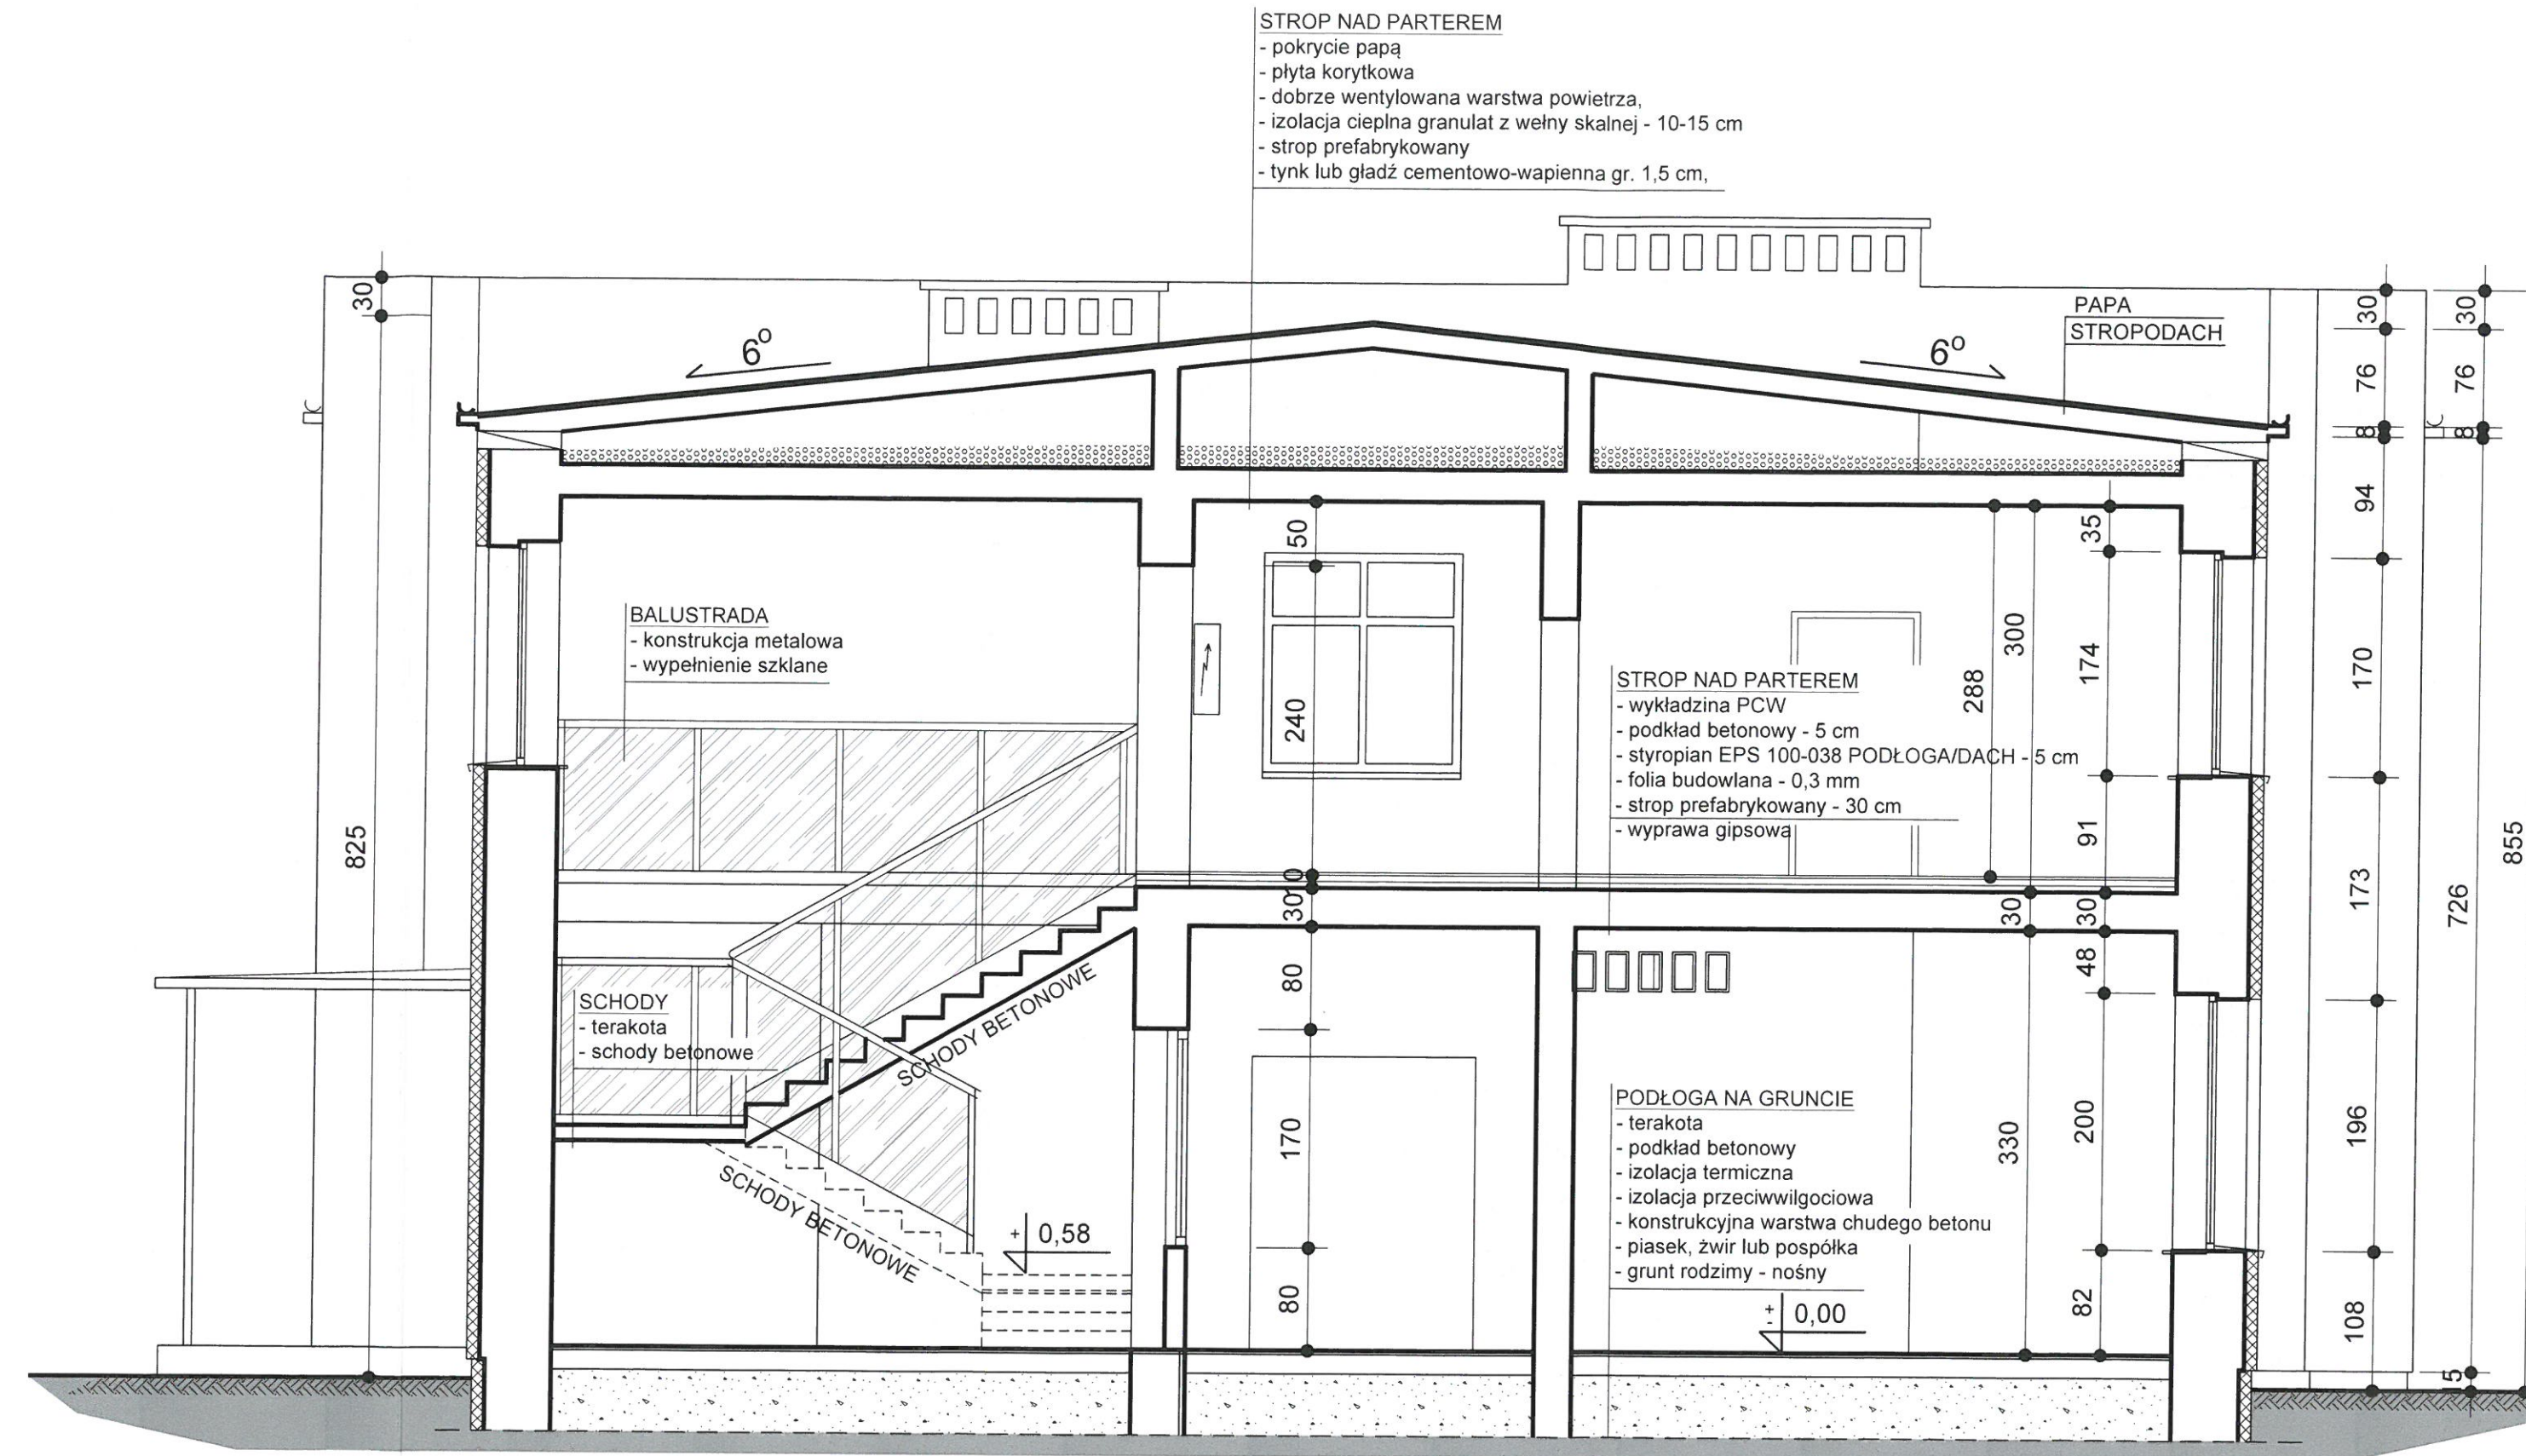 STROP NAD PARTEREM
- pokrycie papą
- płyta korytkowa
- dobrze wentylowana warstwa powietrza,
- izolacja cieplna granulat z wełny skalnej - 10-15 cm
- strop prefabrykowany
- tynk lub gładź cementowo-wapienna gr. 1,5 cm,
30
6o
6o
PAPA
STROPODACH
30
76
8
94
170
173
196
108
30
76
8
726
15
855
825
BALUSTRADA
- konstrukcja metalowa
- wypełnienie szklane
50
240
10
30
80
170
80
288
300
30
330
35
174
91
30
48
200
82
STROP NAD PARTEREM
- wykładzina PCW
- podkład betonowy - 5 cm
- styropian EPS 100-038 PODŁOGA/DACH - 5 cm
- folia budowlana - 0,3 mm
- strop prefabrykowany - 30 cm
- wyprawa gipsowa
SCHODY
- terakota
- schody betonowe
SCHODY BETONOWE
SCHODY BETONOWE
+ 0,58
PODŁOGA NA GRUNCIE
- terakota
- podkład betonowy
- izolacja termiczna
- izolacja przeciwwilgociowa
- konstrukcyjna warstwa chudego betonu
- piasek, żwir lub pospółka
- grunt rodzimy - nośny
± 0,00